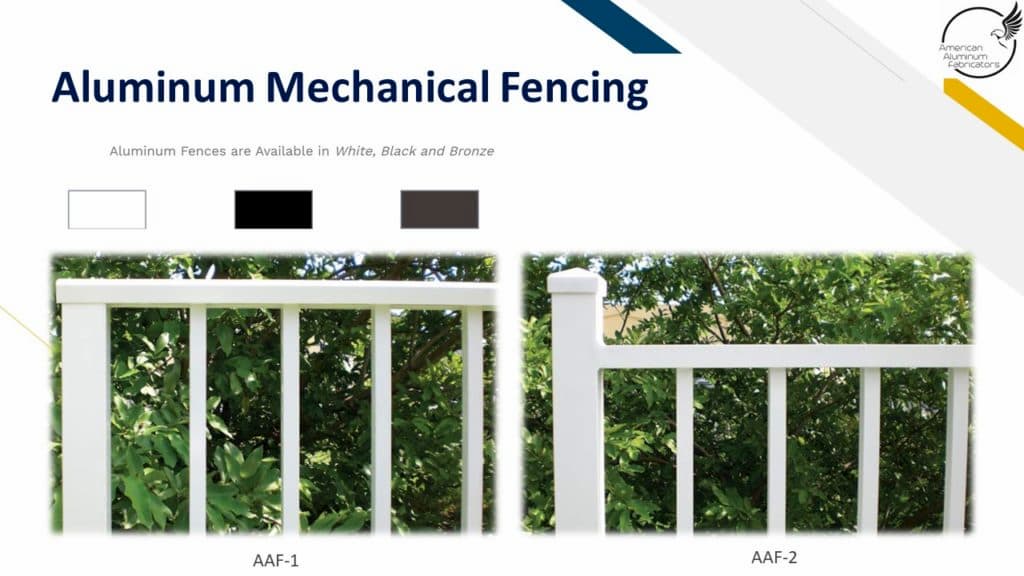 American
Aluminum
Fabricators
Aluminum Mechanical Fencing
Aluminum Fences are Available in White, Black and Bronze
AAF-1
AAF-2